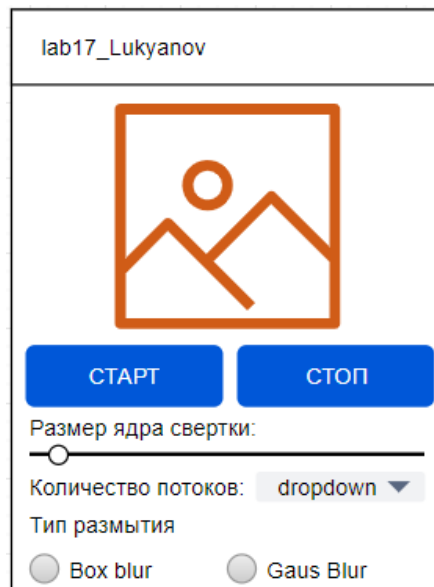 lab17_Lukyanov
СТАРТ СТОП
Размер ядра свертки:
Количество потоков: dropdown
Тип размытия
Box blur Gaus Blur